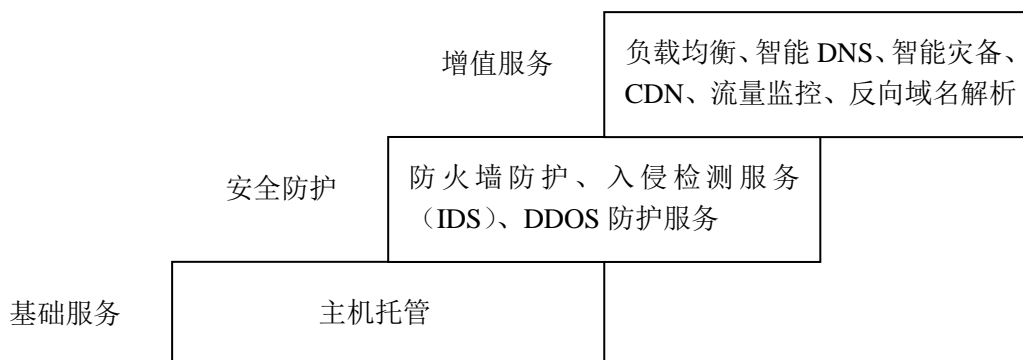 增值服务
负载均衡、智能 DNS、智能灾备、
CDN、流量监控、反向域名解析
安全防护
防火墙防护、入侵检测服务
（IDS）、DDOS 防护服务
基础服务
主机托管